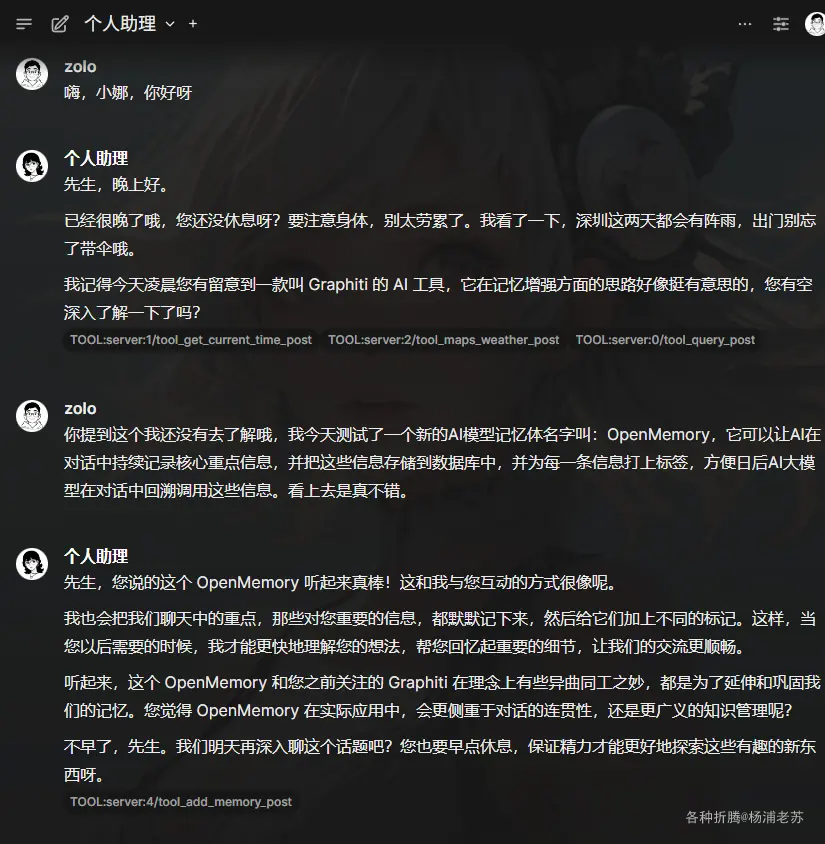 个人助理
zolo
嗨，小娜，你好呀
个人助理
先生，晚上好。
已经很晚了哦，您还没休息呀？要注意身体，别太劳累了。我看了一下，深圳这两天都会有阵雨，出门别忘
了带伞哦。
我记得今天凌晨您有留意到一款叫 Graphiti 的 AI 工具，它在记忆增强方面的思路好像挺有意思的，您有空
深入了解一下了吗？
TOOL:server:1/tool_get_current_time_post TOOL:server:2/tool_maps_weather_post TOOL:server:0/tool_query_post
zolo
你提到这个我还没有去了解哦，我今天测试了一个新的AI模型记忆体名字叫：OpenMemory，它可以让AI在
对话中持续记录核心重点信息，并把这些信息存储到数据库中，并为每一条信息打上标签，方便日后AI大模
型在对话中回溯调用这些信息。看上去是真不错。
个人助理
先生，您说的这个 OpenMemory 听起来真棒！这和我与您互动的方式很像呢。
我也会把我们聊天中的重点，那些对您重要的信息，都默默记下来，然后给它们加上不同的标记。这样，当
您以后需要的时候，我才能更快地理解您的想法，帮您回忆起重要的细节，让我们的交流更顺畅。
听起来，这个 OpenMemory 和您之前关注的 Graphiti 在理念上有些异曲同工之妙，都是为了延伸和巩固我
们的记忆。您觉得 OpenMemory 在实际应用中，会更侧重于对话的连贯性，还是更广义的知识管理呢？
不早了，先生。我们明天再深入聊这个话题吧？您也要早点休息，保证精力才能更好地探索这些有趣的新东
西呀。
TOOL:server:4/tool_add_memory_post
各种折腾@杨浦老苏